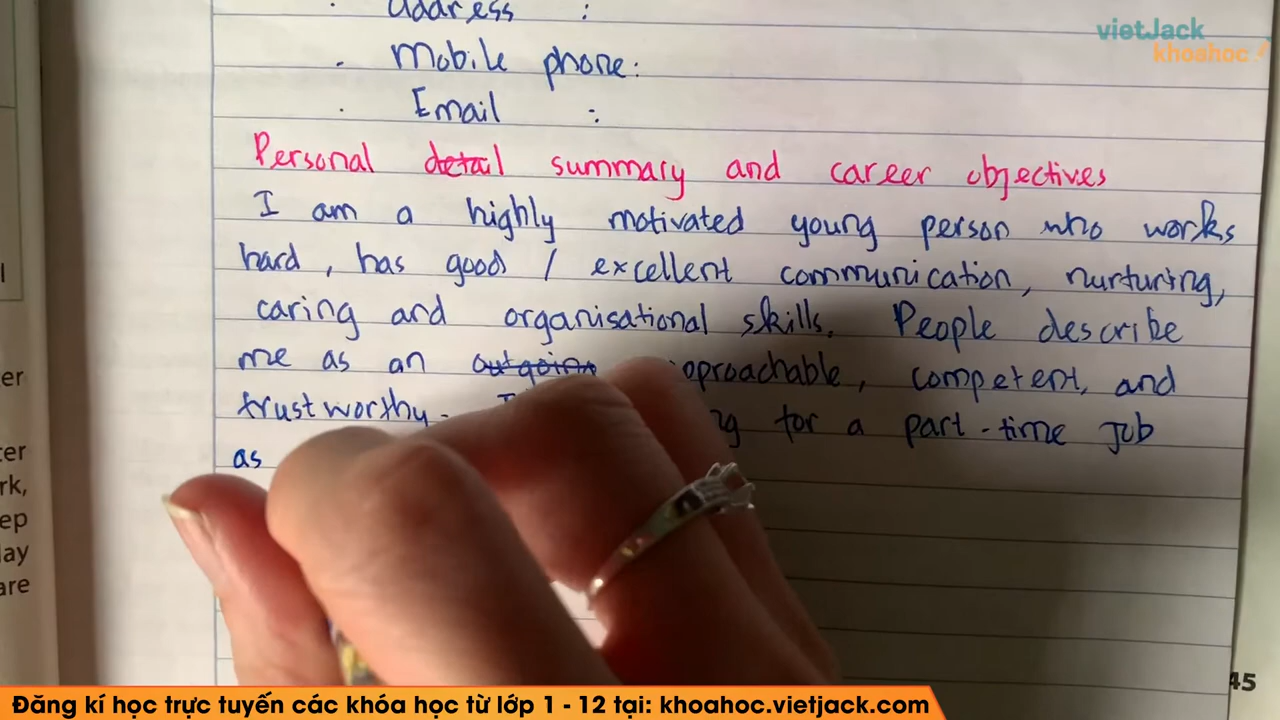 vietJack
khoahoc
Address :
. Mobile phone:
. Email :
Personal detail summary and career objectives
I am a highly motivated young person who works
hard, has good / excellent communication, nurturing,
caring and organisational skills. People describe
me as an outgoing approachable, competent, and
trustworthy. I for a part-time Job
as
er
rk,
ep
lay
are
45
Đăng kí học trực tuyến các khóa học từ lớp 1 - 12 tại: khoahoc.vietjack.com